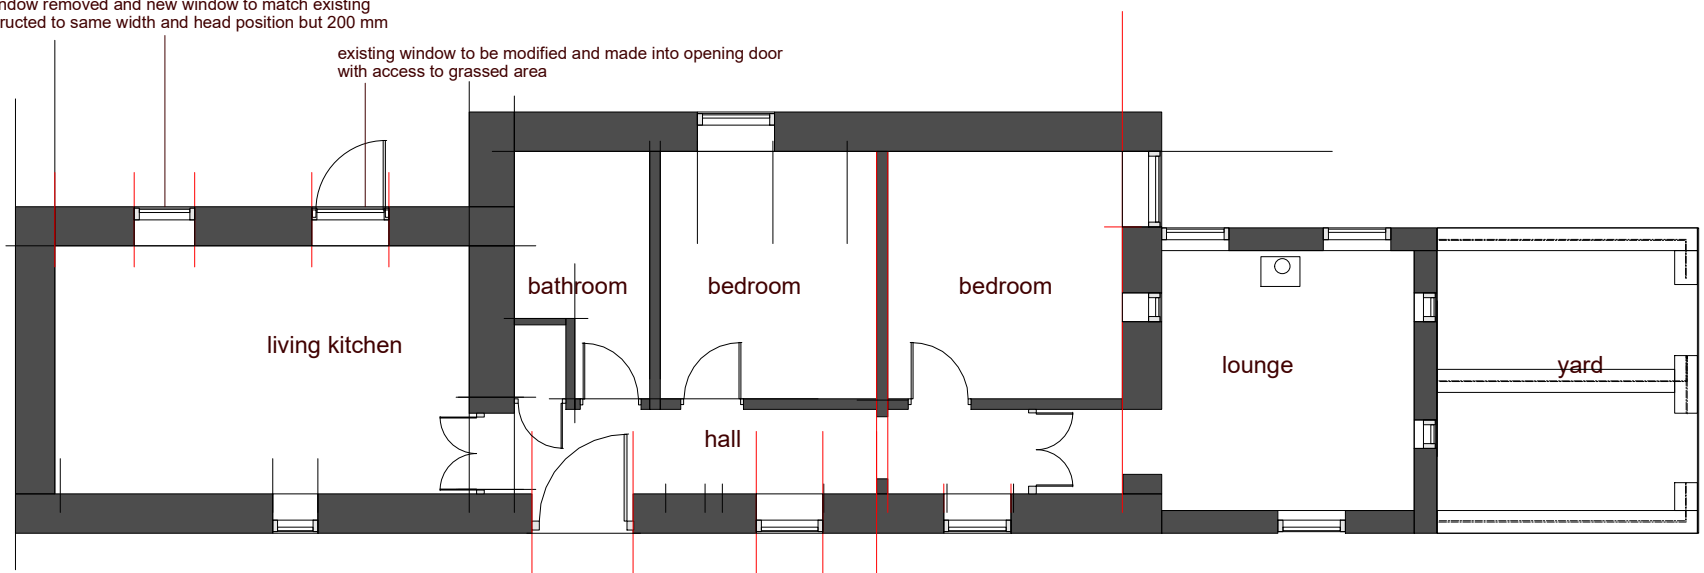 window removed and new window to match existing
ructed to same width and head position but 200 mm
existing window to be modified and made into opening door
with access to grassed area
bathroom
bedroom
bedroom
living kitchen
lounge
yard
hall